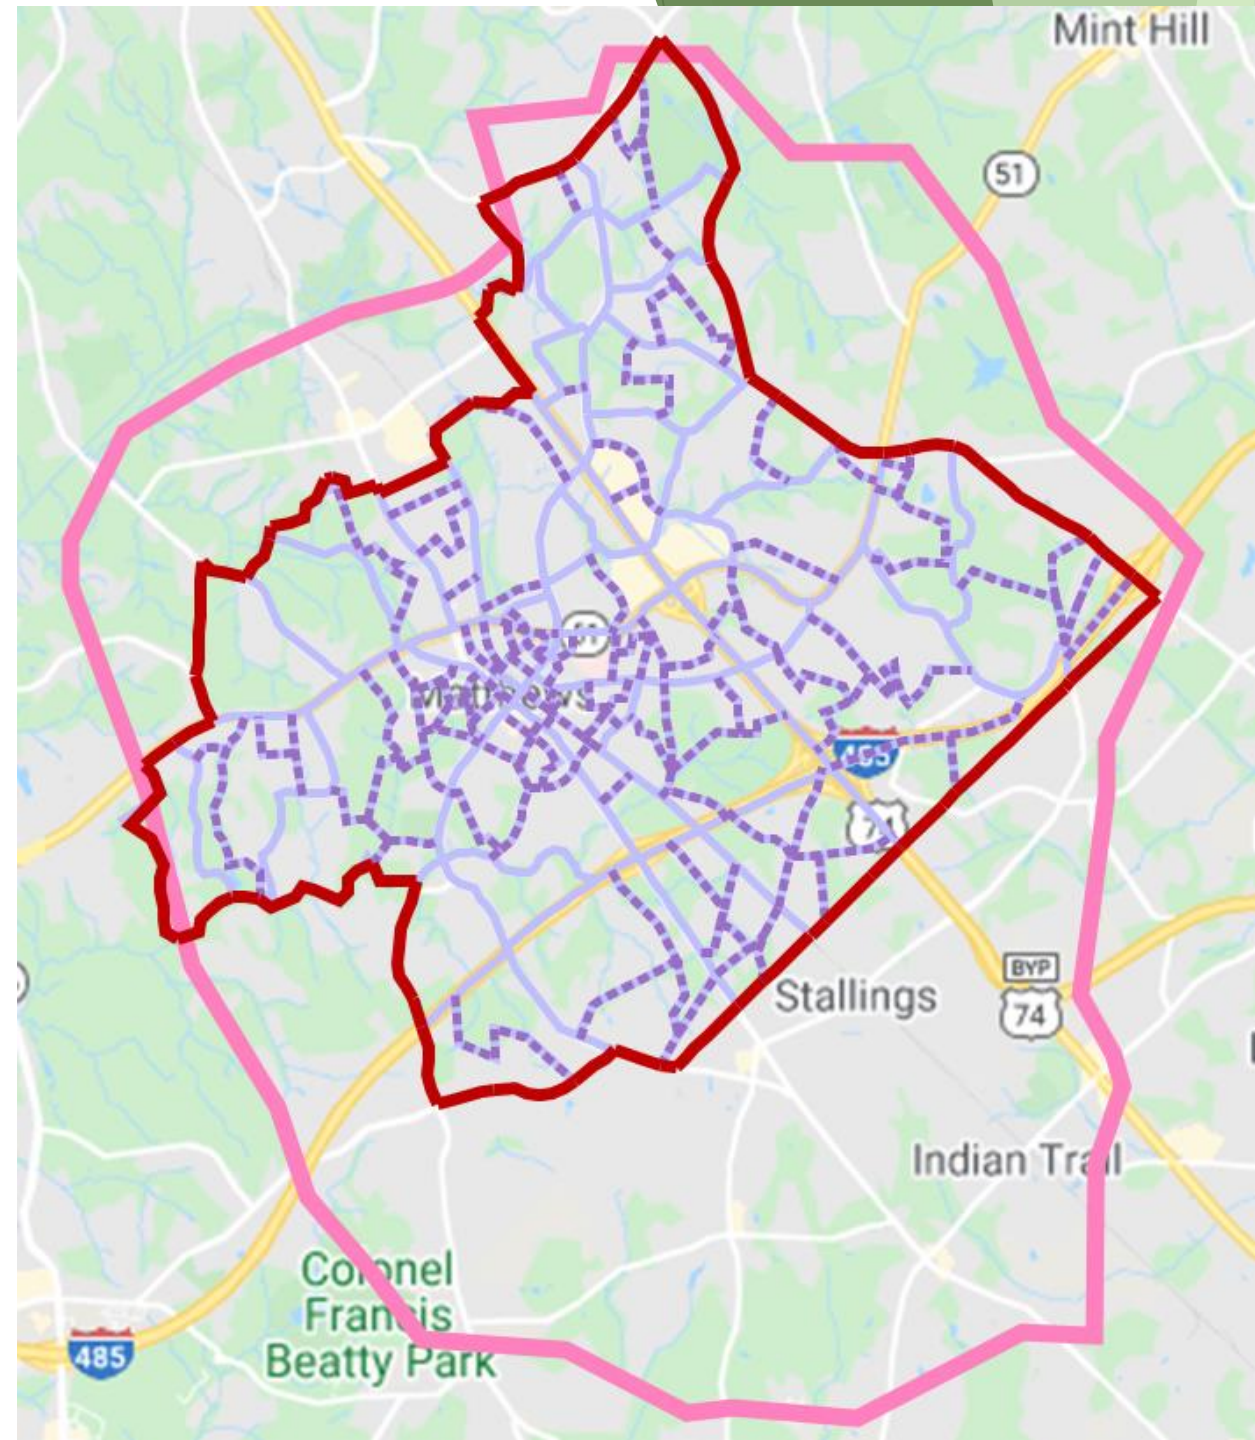 Mint Hill
51
Matthews
485
74
Stallings
BYP
74
Indian Trail
Colonel
Francis
Beatty Park
485